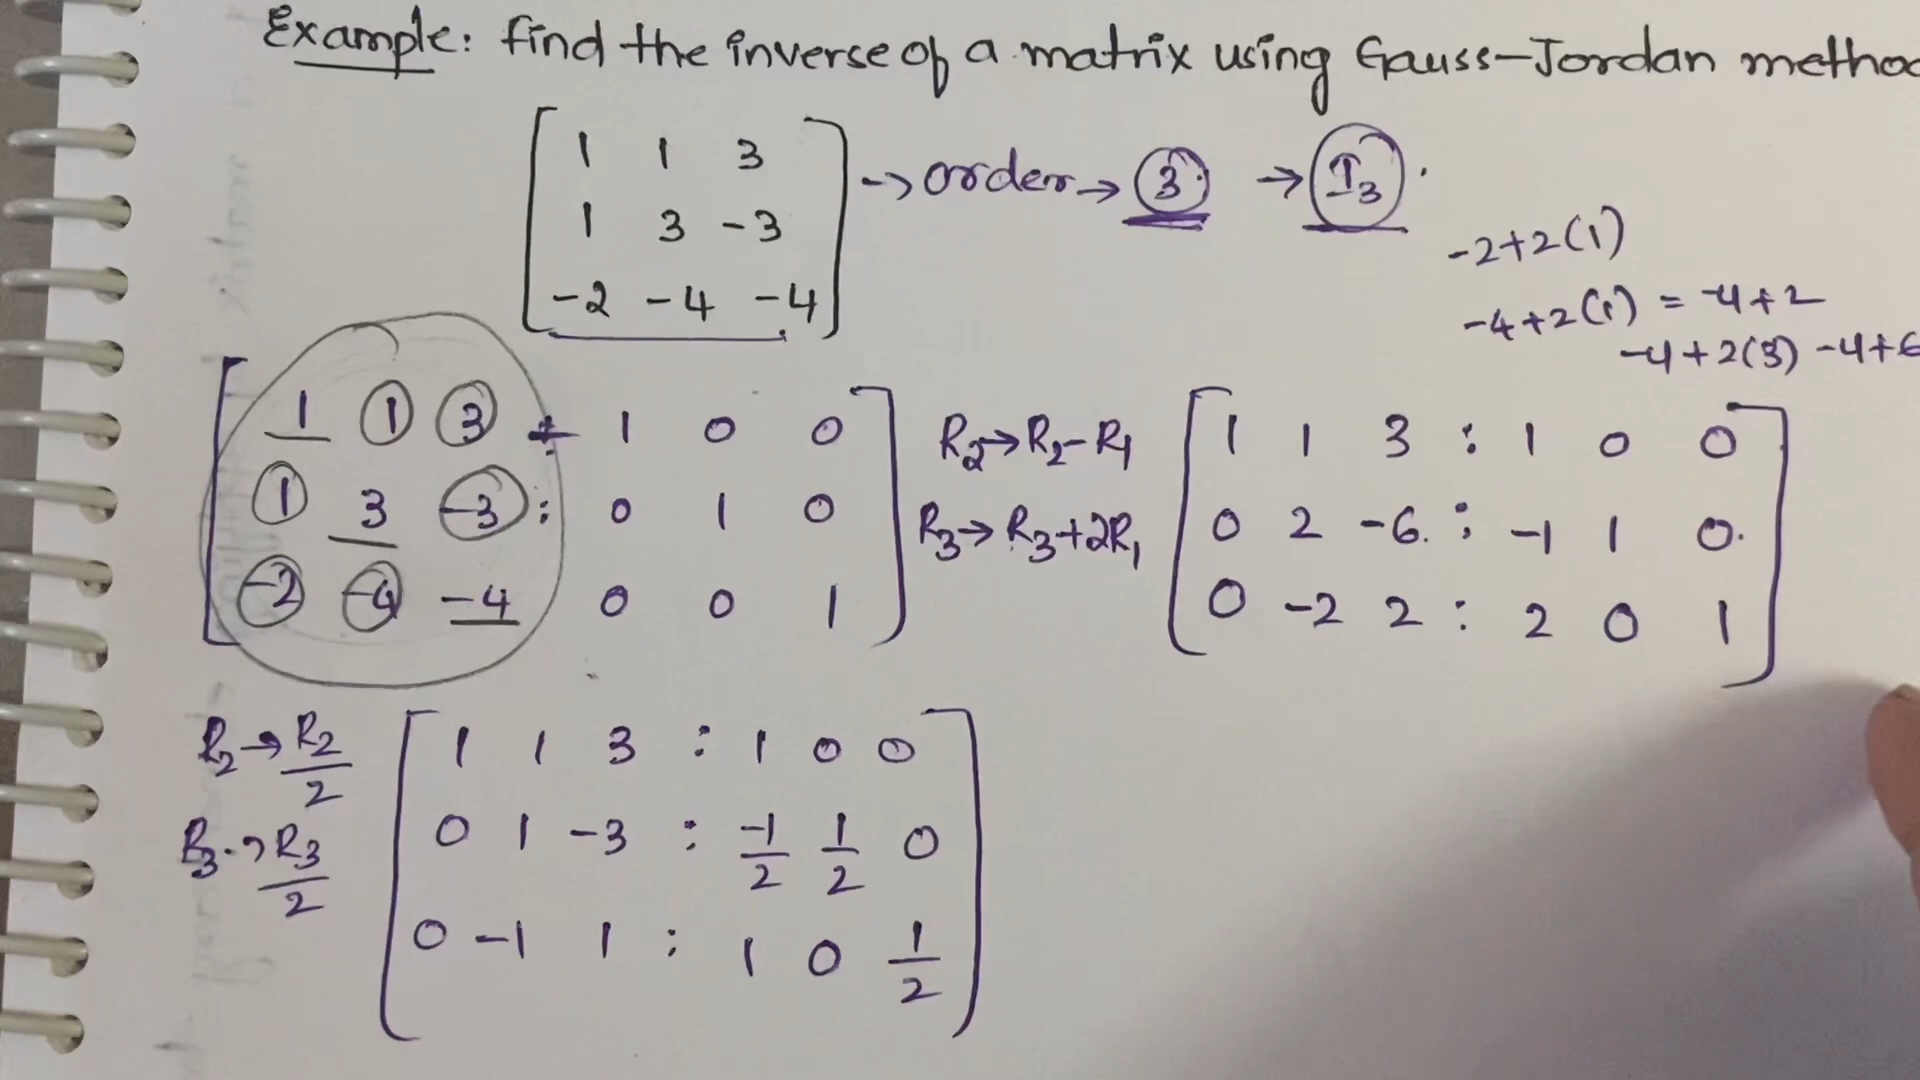 Example: find the inverse of a matrix using Gauss-Jordan metho
1 1 3
1 3 -3
-2 -4 -4
→ order → 3 → I₃.
-2+2(1)
-4+2(1) = -4+2
-4+2(3) -4+6
1 1 3 : 1 0 0
1 3 -3 : 0 1 0
-2 -4 -4 0 0 1
R₂→R₂-R₁
R₃→R₃+2R₁
1 1 3 : 1 0 0
0 2 -6 : -1 1 0
0 -2 2 : 2 0 1
R₂→R₂/2
R₃→R₃/2
1 1 3 : 1 0 0
0 1 -3 : -1/2 1/2 0
0 -1 1 : 1 0 1/2